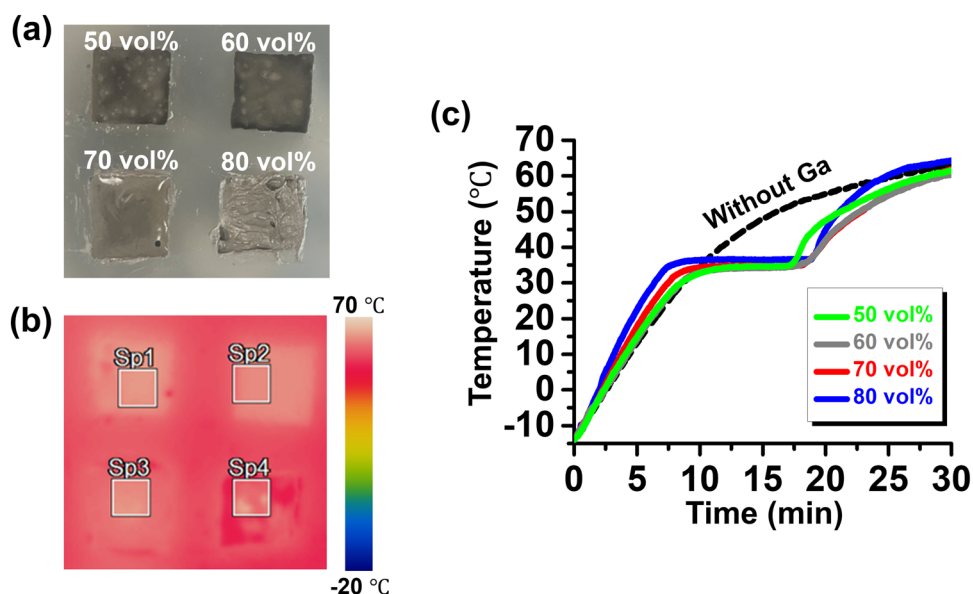 (a)
50 vol%
60 vol%
70 vol%
80 vol%
(b)
70 °C
Sp1
Sp2
Sp3
Sp4
-20 °C
(c)
Temperature (°C)
70
60
50
40
30
20
10
0
-10
Without Ga
50 vol%
60 vol%
70 vol%
80 vol%
0 5 10 15 20 25 30
Time (min)